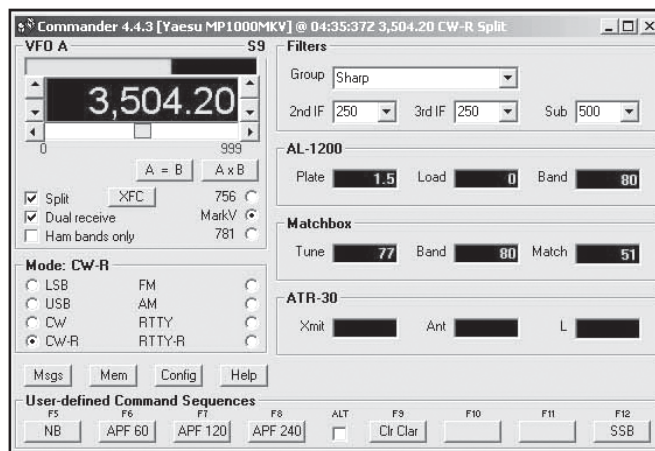 Commander 4.4.3 [Yaesu MP1000MKV] @ 04:35:37Z 3,504.20 CW-R Split
VFO A S9
3,504.20
0 999
A = B A x B
Split XFC 756
Dual receive MarkV
Ham bands only 781
Mode: CW-R
LSB FM
USB AM
CW RTTY
CW-R RTTY-R
Msgs Mem Config Help
Filters
Group Sharp
2nd IF 250 3rd IF 250 Sub 500
AL-1200
Plate 1.5 Load 0 Band 80
Matchbox
Tune 77 Band 80 Match 51
ATR-30
Xmit Ant L
User-defined Command Sequences
F5 F6 F7 F8 ALT F9 F10 F11 F12
NB APF 60 APF 120 APF 240 Clr Clar SSB